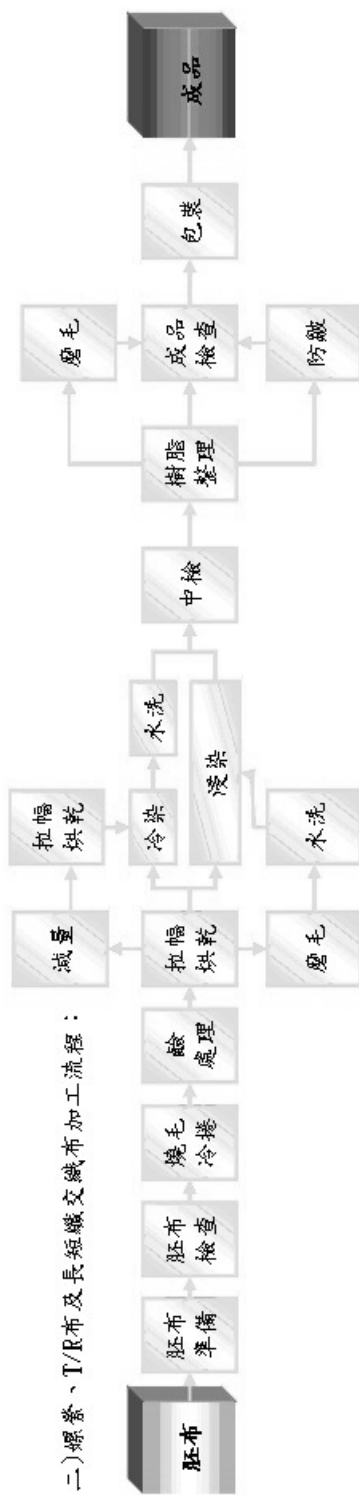 二)嫘縈、T/R布及長短纖交織布加工流程：
胚布
胚布
準備
胚布
檢查
燒毛
冷捲
鹼
處理
拉幅
烘乾
減量
拉幅
烘乾
冷染
水洗
浸染
磨毛
水洗
中檢
樹脂
整理
磨毛
成品
檢查
防皺
包裝
成品